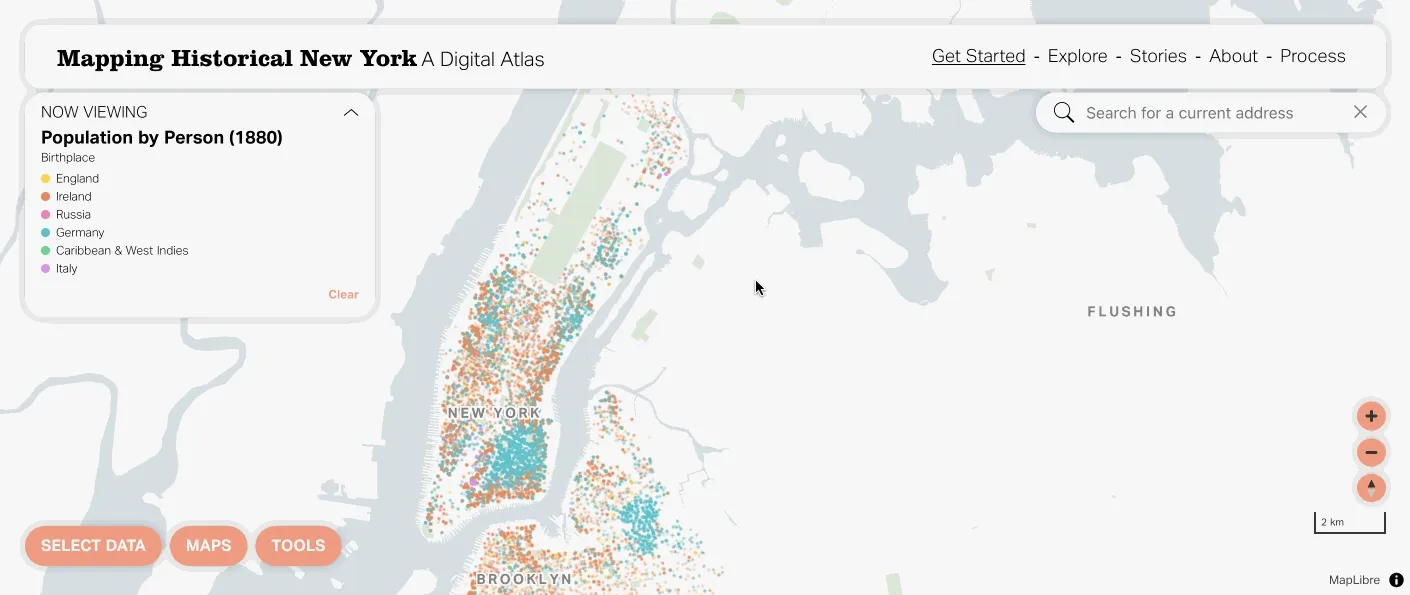 Mapping Historical New York A Digital Atlas
Get Started - Explore - Stories - About - Process
NOW VIEWING
Population by Person (1880)
Birthplace
England
Ireland
Russia
Germany
Caribbean & West Indies
Italy
Clear
Search for a current address
FLUSHING
NEW YORK
BROOKLYN
SELECT DATA
MAPS
TOOLS
2 km
MapLibre